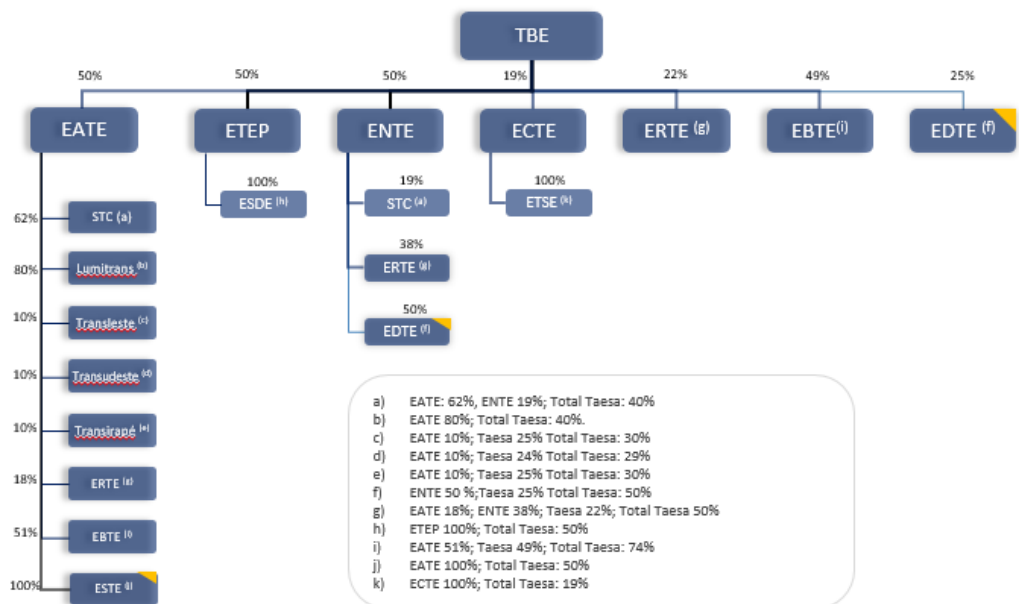 TBE
50%
50%
50%
19%
22%
49%
25%
EATE
ETEP
ENTE
ECTE
ERTE (g)
EBTE(i)
EDTE (f)
100%
ESDE (h)
19%
STC (a)
100%
ETSE (k)
62%
STC (a)
38%
ERTE (g)
80%
Lumitrans (b)
50%
EDTE (f)
10%
Transleste (c)
10%
Transudeste (d)
10%
Transirapé (e)
18%
ERTE (g)
51%
EBTE (i)
100%
ESTE (j)
a) EATE: 62%, ENTE 19%; Total Taesa: 40%
b) EATE 80%; Total Taesa: 40%.
c) EATE 10%; Taesa 25% Total Taesa: 30%
d) EATE 10%; Taesa 24% Total Taesa: 29%
e) EATE 10%; Taesa 25% Total Taesa: 30%
f) ENTE 50 %;Taesa 25% Total Taesa: 50%
g) EATE 18%; ENTE 38%; Taesa 22%; Total Taesa 50%
h) ETEP 100%; Total Taesa: 50%
i) EATE 51%; Taesa 49%; Total Taesa: 74%
j) EATE 100%; Total Taesa: 50%
k) ECTE 100%; Total Taesa: 19%